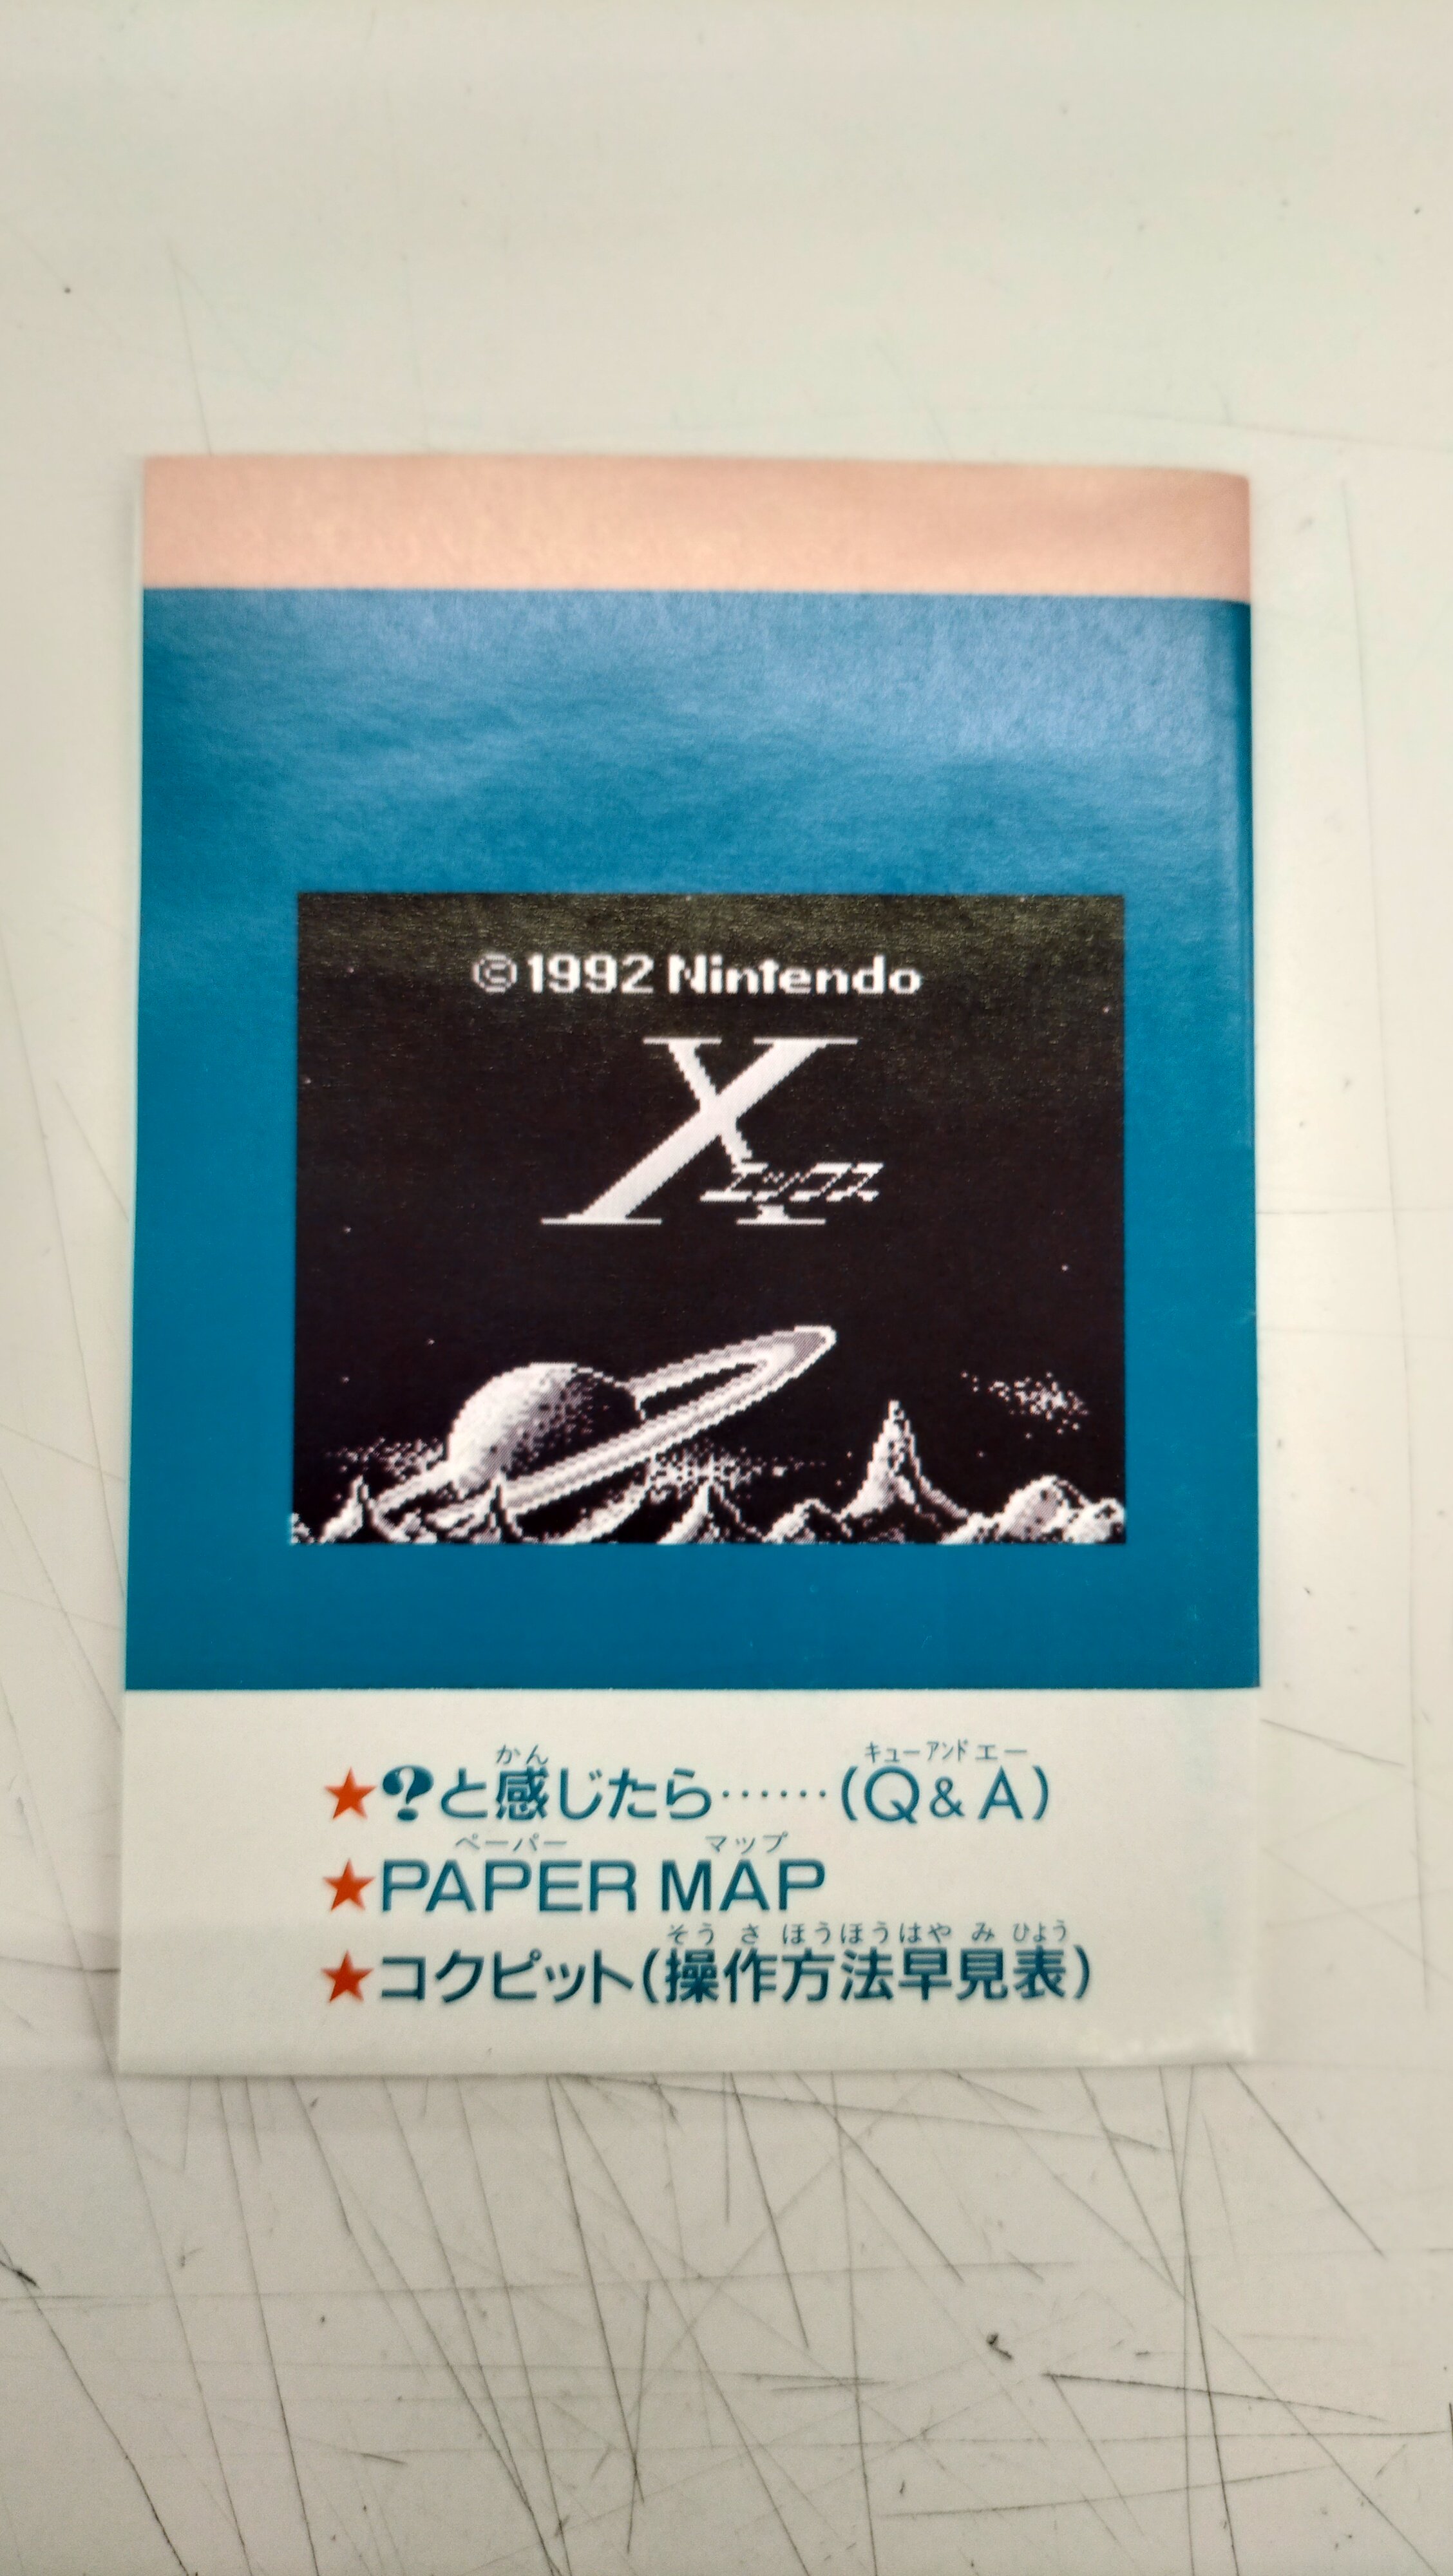 ©1992 Nintendo
X
エックス
かん キューアンド エー
★?と感じたら……(Q&A)
ペーパー マップ
★PAPER MAP
そう さ ほうほうはや み ひょう
★コクピット(操作方法早見表)